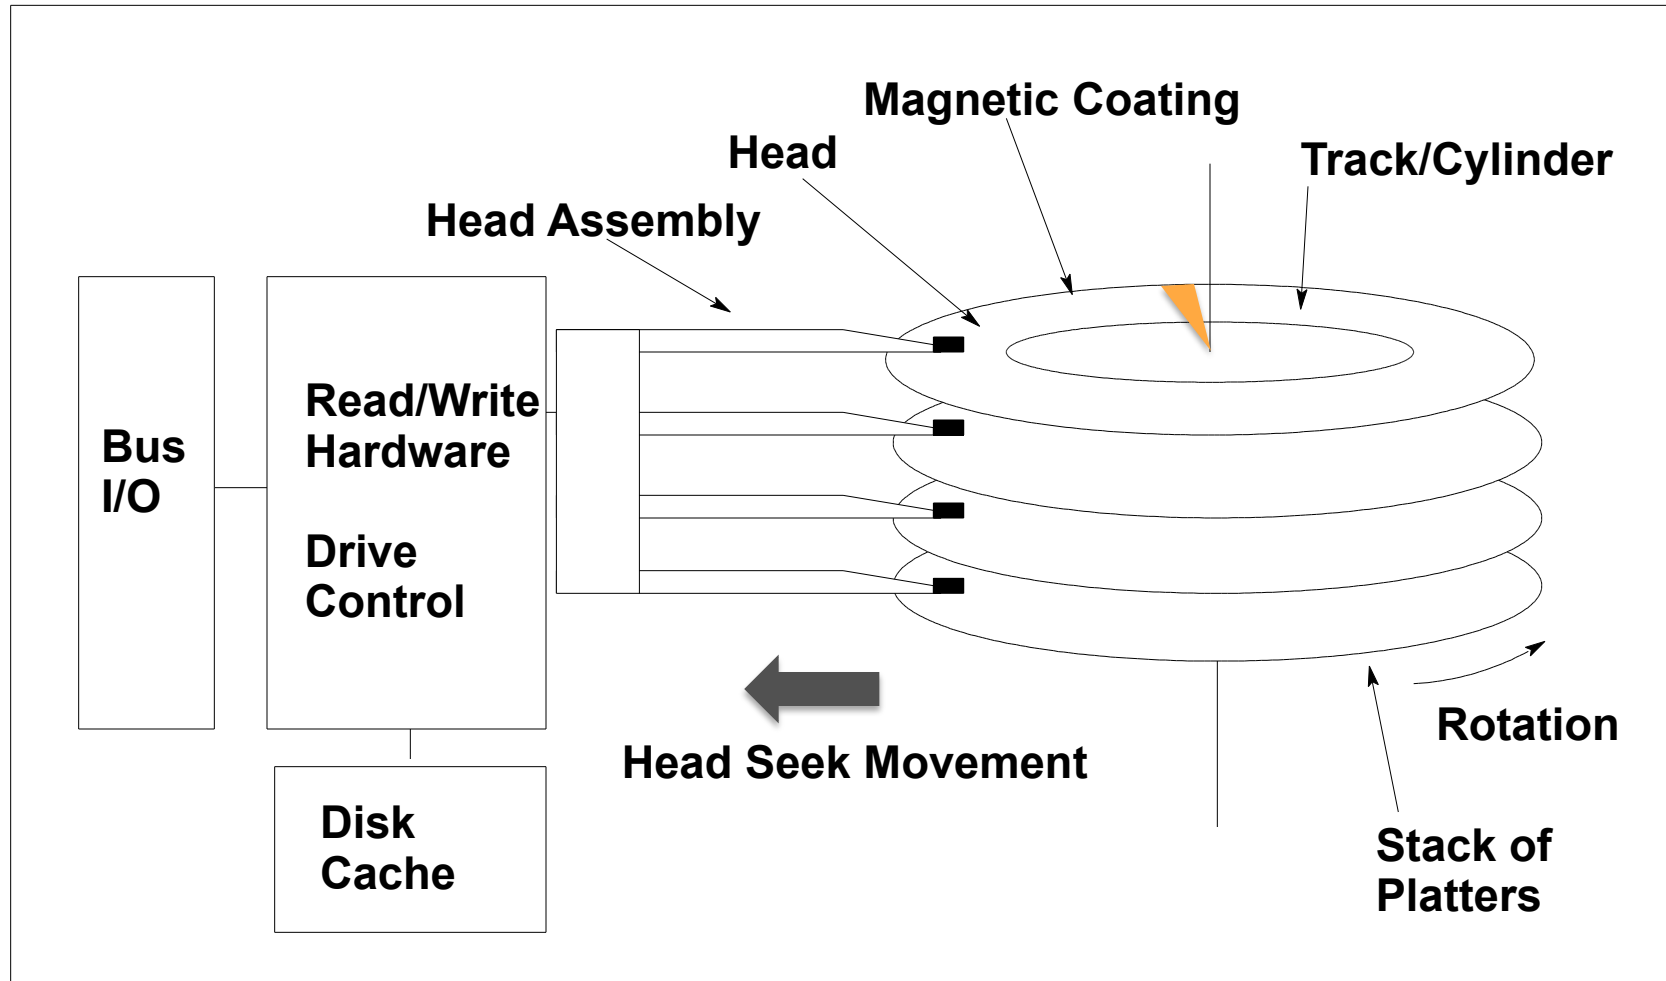 Magnetic Coating
Head
Track/Cylinder
Head Assembly
Bus
I/O
Read/Write
Hardware
Drive
Control
Head Seek Movement
Rotation
Disk
Cache
Stack of
Platters